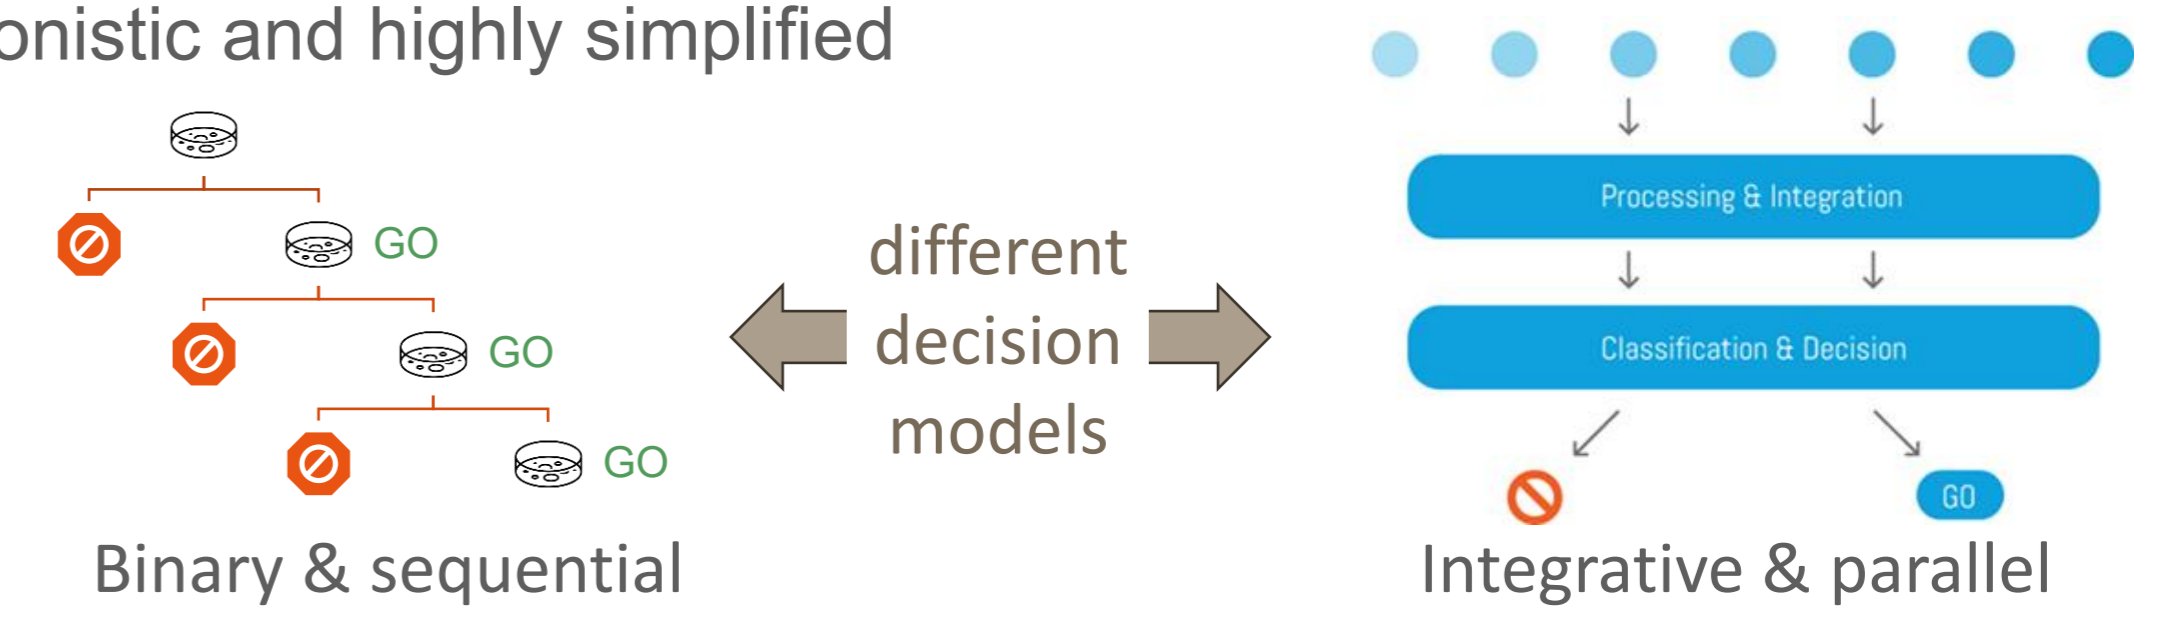 onistic and highly simplified
GO
GO
GO
Binary & sequential
different
decision
models
Processing & Integration
Classification & Decision
GO
Integrative & parallel